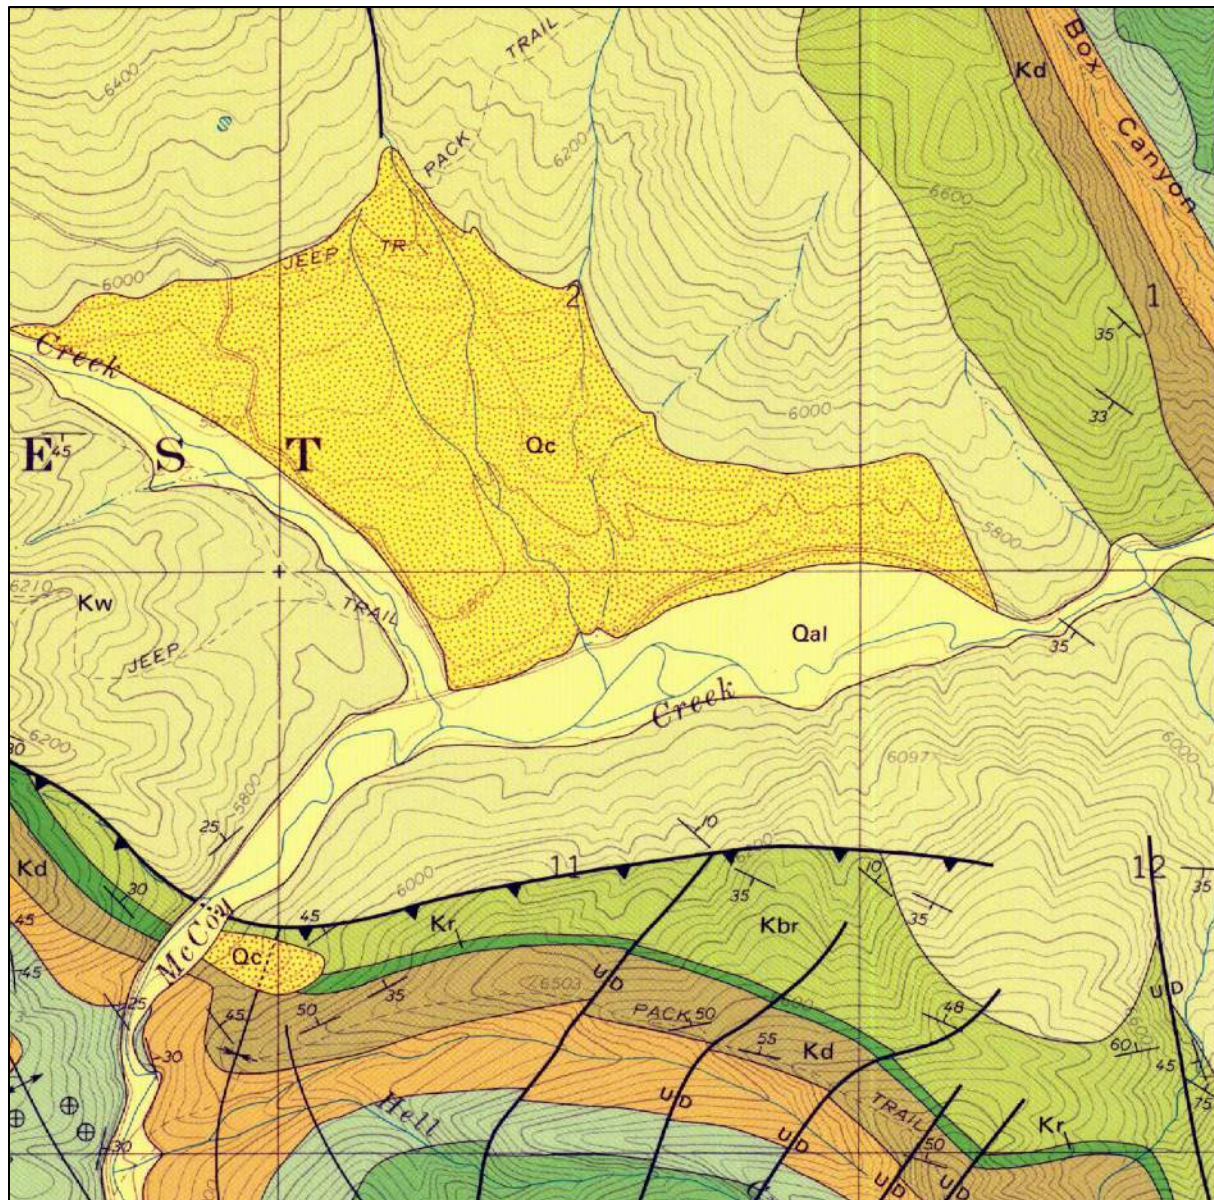 TRAIL
PACK
6400
6200
Box Canyon
Kd
6600
JEEP TR.
6000
2
1
35
33
Creek
6000
E S T
45
Qc
5800
6210
Kw
TRAIL
JEEP
Qal
35
Creek
6200
5800
6097
6000
25
10
11
12
Kd
30
6000
35
10
35
35
45
Kr
Kbr
McCoy
Qc
45
45
25
50
35
U D
6503
PACK
50
48
U D
60
45
55
Kd
75
45
30
Hell
U D
TRAIL
Kr
U D
50
30
U D
U D